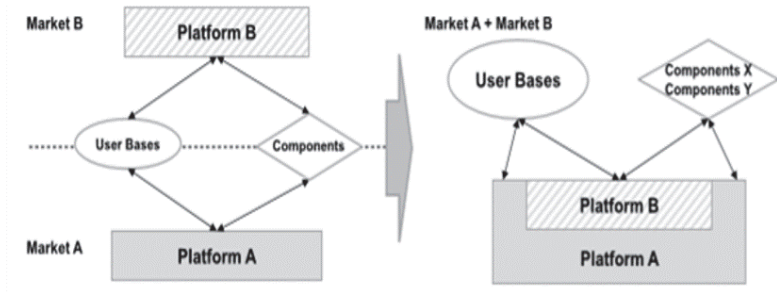 Market B
Platform B
User Bases
Components
Market A
Platform A
Market A + Market B
User Bases
Components X
Components Y
Platform B
Platform A